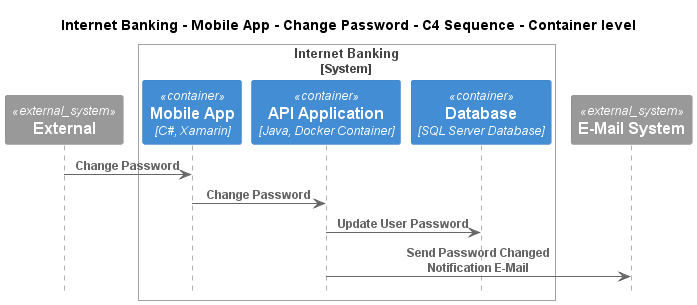 Internet Banking - Mobile App - Change Password - C4 Sequence - Container level
Internet Banking
[System]
«external_system»
External
«container»
Mobile App
[C#, Xamarin]
«container»
API Application
[Java, Docker Container]
«container»
Database
[SQL Server Database]
«external_system»
E-Mail System
Change Password
Change Password
Update User Password
Send Password Changed
Notification E-Mail